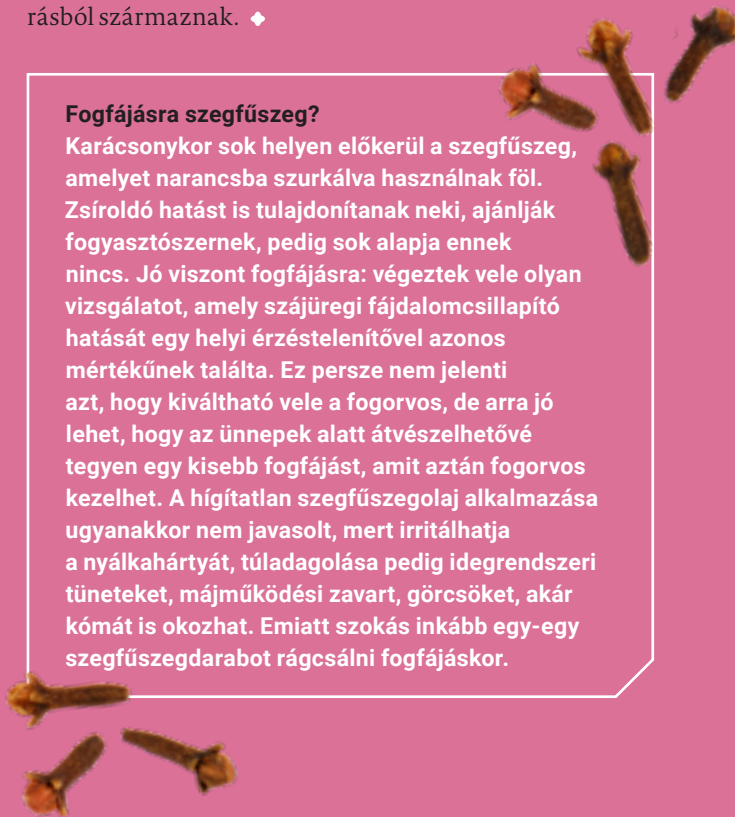 rásból származnak.
Fogfájásra szegfűszeg?
Karácsonykor sok helyen előkerül a szegfűszeg,
amelyet narancsba szurkálva használnak föl.
Zsíroldó hatást is tulajdonítanak neki, ajánlják
fogyasztószernek, pedig sok alapja ennek
nincs. Jó viszont fogfájásra: végeztek vele olyan
vizsgálatot, amely szájüregi fájdalomcsillapító
hatását egy helyi érzéstelenítővel azonos
mértékűnek találta. Ez persze nem jelenti
azt, hogy kiváltható vele a fogorvos, de arra jó
lehet, hogy az ünnepek alatt átvészelhetővé
tegyen egy kisebb fogfájást, amit aztán fogorvos
kezelhet. A hígítatlan szegfűszegolaj alkalmazása
ugyanakkor nem javasolt, mert irritálhatja
a nyálkahártyát, túladagolása pedig idegrendszeri
tüneteket, májműködési zavart, görcsöket, akár
kómát is okozhat. Emiatt szokás inkább egy-egy
szegfűszegdarabot rágcsálni fogfájáskor.